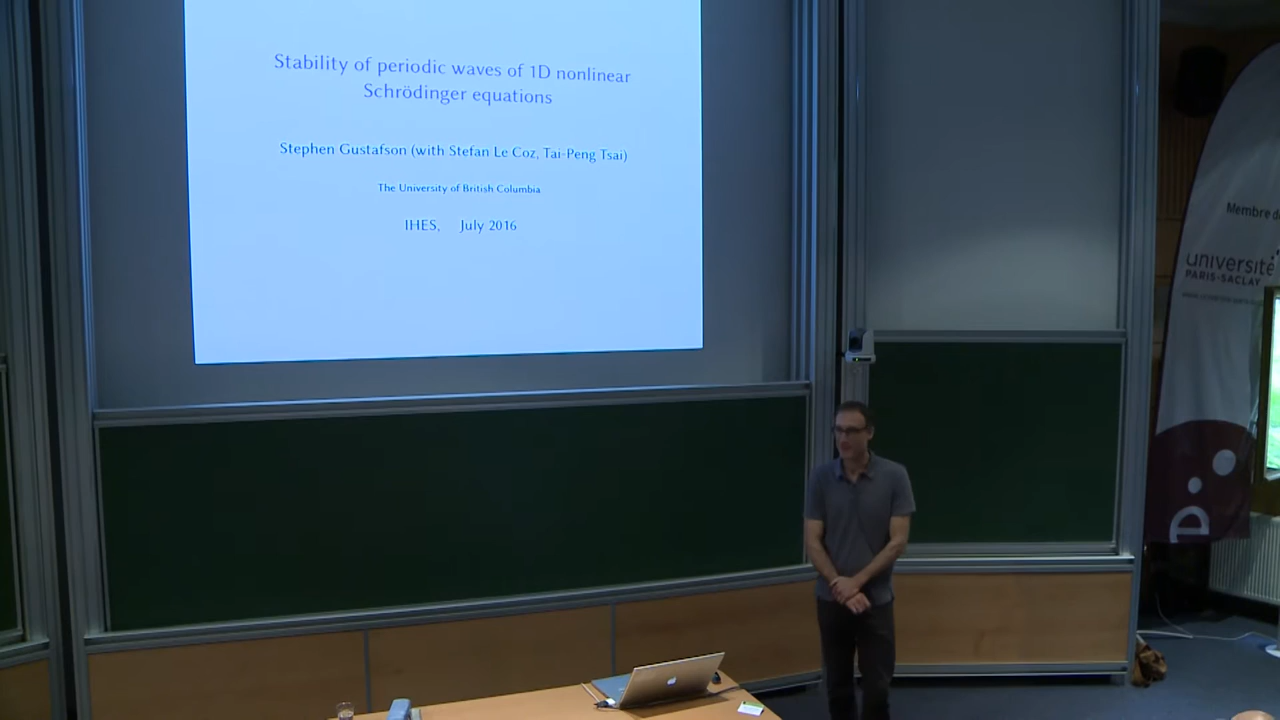 Stability of periodic waves of 1D nonlinear
Schrödinger equations
Stephen Gustafson (with Stefan Le Coz, Tai-Peng Tsai)
The University of British Columbia
IHES, July 2016
Membre
université
PARIS-SACLAY